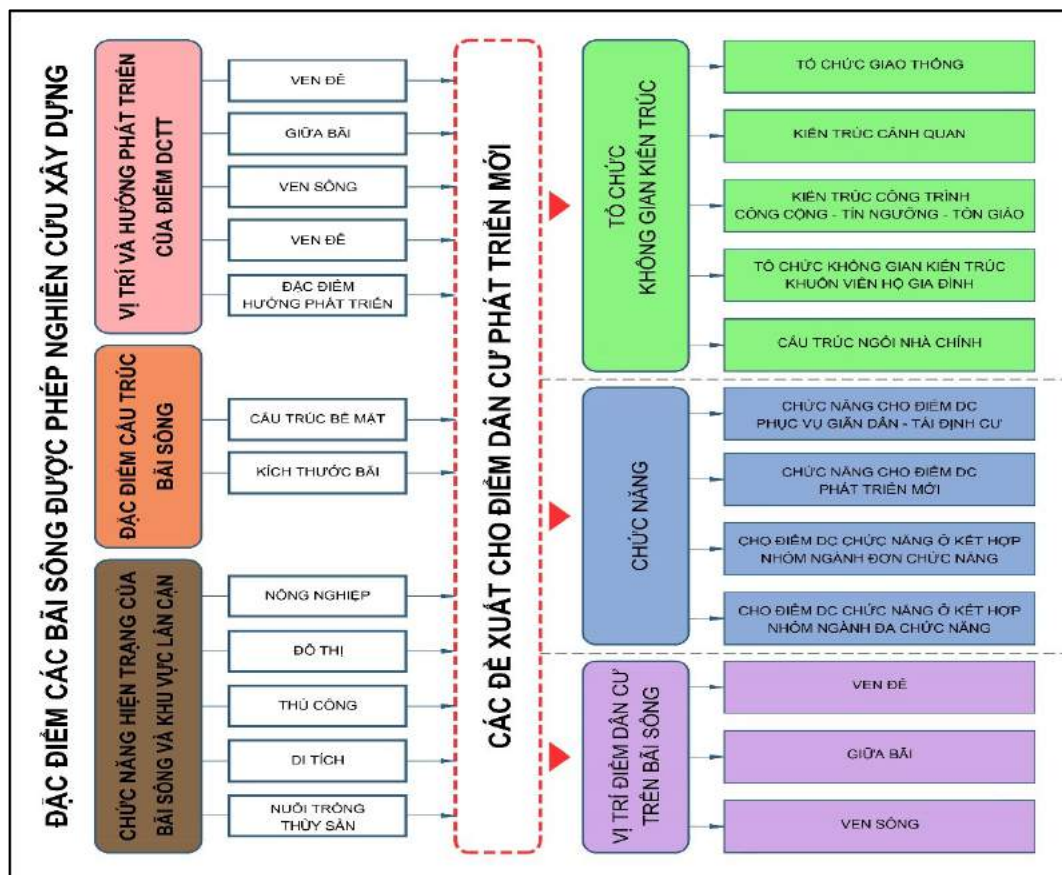 ĐẶC ĐIỂM CÁC BÃI SÔNG ĐƯỢC PHÉP NGHIÊN CỨU XÂY DỰNG
VỊ TRÍ VÀ HƯỚNG PHÁT TRIỂN
CỦA ĐIỂM DCTT
VEN ĐÊ
GIỮA BÃI
VEN SÔNG
VEN ĐÊ
ĐẶC ĐIỂM
HƯỚNG PHÁT TRIỂN
ĐẶC ĐIỂM CẤU TRÚC
BÃI SÔNG
CẤU TRÚC BỀ MẶT
KÍCH THƯỚC BÃI
CHỨC NĂNG HIỆN TRẠNG CỦA
BÃI SÔNG VÀ KHU VỰC LÂN CẬN
NÔNG NGHIỆP
ĐÔ THỊ
THỦ CÔNG
DI TÍCH
NUÔI TRỒNG
THỦY SẢN
CÁC ĐỀ XUẤT CHO ĐIỂM DÂN CƯ PHÁT TRIỂN MỚI
TỔ CHỨC
KHÔNG GIAN KIẾN TRÚC
TỔ CHỨC GIAO THÔNG
KIẾN TRÚC CẢNH QUAN
KIẾN TRÚC CÔNG TRÌNH
CÔNG CỘNG - TÍN NGƯỠNG - TÔN GIÁO
TỔ CHỨC KHÔNG GIAN KIẾN TRÚC
KHUÔN VIÊN HỘ GIA ĐÌNH
CẤU TRÚC NGÔI NHÀ CHÍNH
CHỨC NĂNG
CHỨC NĂNG CHO ĐIỂM DC
PHỤC VỤ GIÃN DÂN - TÁI ĐỊNH CƯ
CHỨC NĂNG CHO ĐIỂM DC
PHÁT TRIỂN MỚI
CHO ĐIỂM DC CHỨC NĂNG Ở KẾT HỢP
NHÓM NGÀNH ĐƠN CHỨC NĂNG
CHO ĐIỂM DC CHỨC NĂNG Ở KẾT HỢP
NHÓM NGÀNH ĐA CHỨC NĂNG
VỊ TRÍ ĐIỂM DÂN CƯ
TRÊN BÃI SÔNG
VEN ĐÊ
GIỮA BÃI
VEN SÔNG